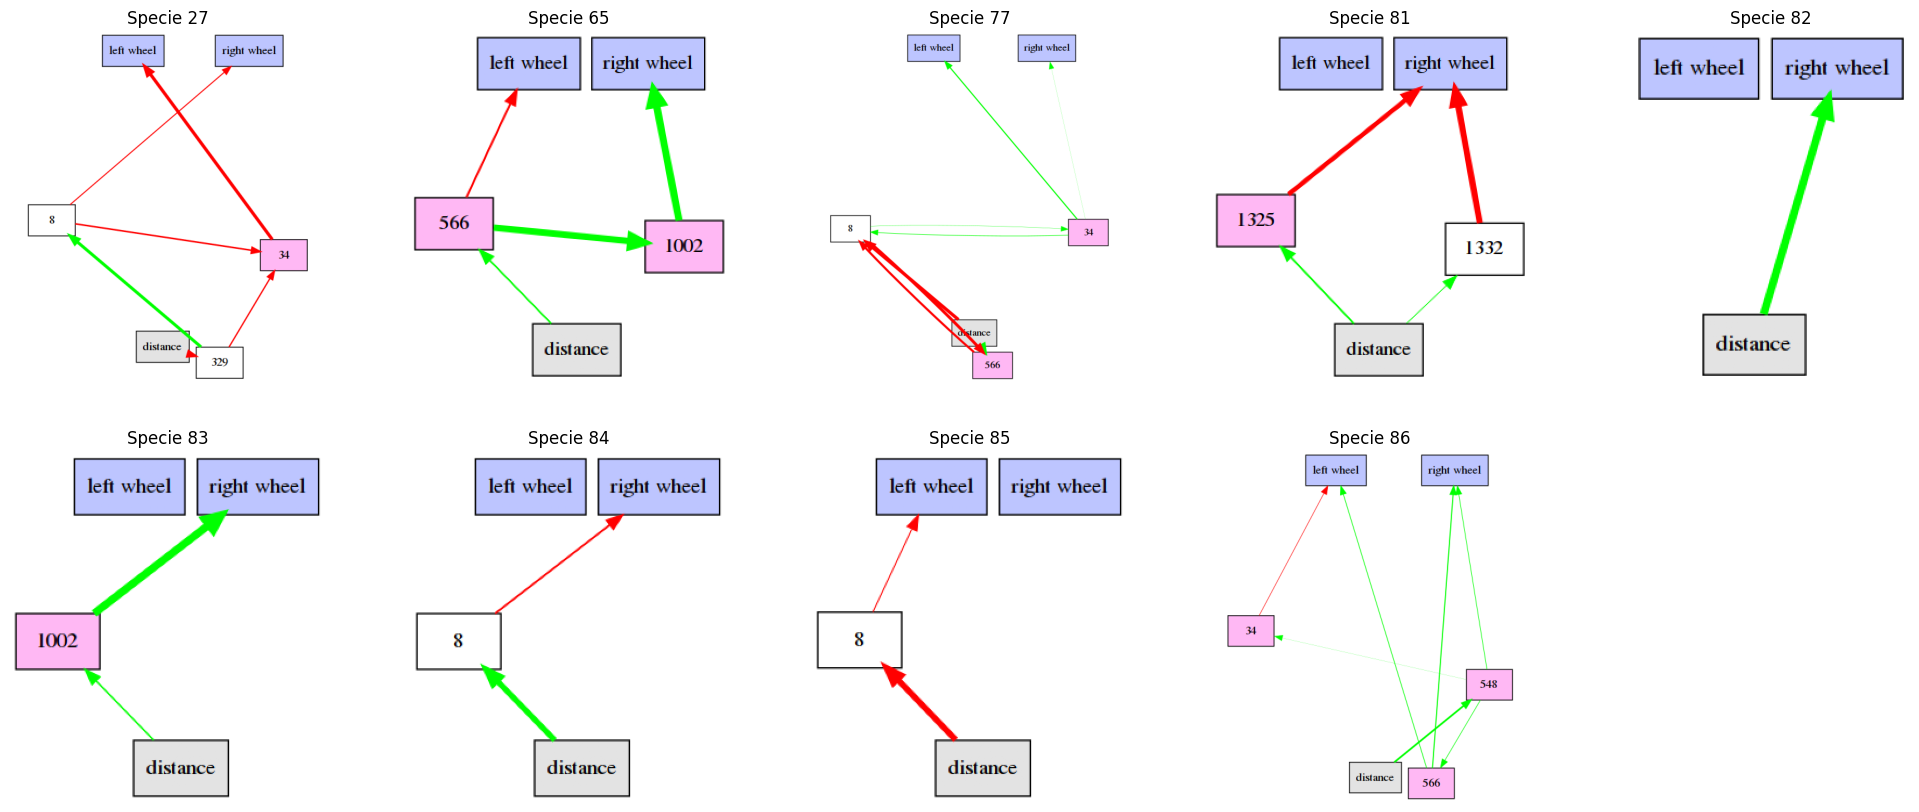 Specie 27
left wheel
right wheel
8
34
distance
329
Specie 65
left wheel
right wheel
566
1002
distance
Specie 77
left wheel
right wheel
8
34
distance
566
Specie 81
left wheel
right wheel
1325
1332
distance
Specie 82
left wheel
right wheel
distance
Specie 83
left wheel
right wheel
1002
distance
Specie 84
left wheel
right wheel
8
distance
Specie 85
left wheel
right wheel
8
distance
Specie 86
left wheel
right wheel
34
548
distance
566